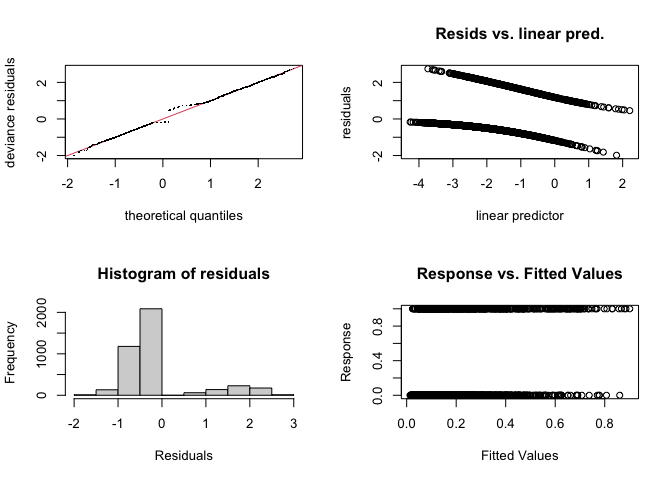 deviance residuals
2
0
-2
-2 -1 0 1 2
theoretical quantiles
Resids vs. linear pred.
residuals
2
0
-2
-4 -3 -2 -1 0 1 2
linear predictor
Histogram of residuals
Frequency
2000
1000
0
-2 -1 0 1 2 3
Residuals
Response vs. Fitted Values
Response
0.8
0.4
0.0
0.0 0.2 0.4 0.6 0.8
Fitted Values